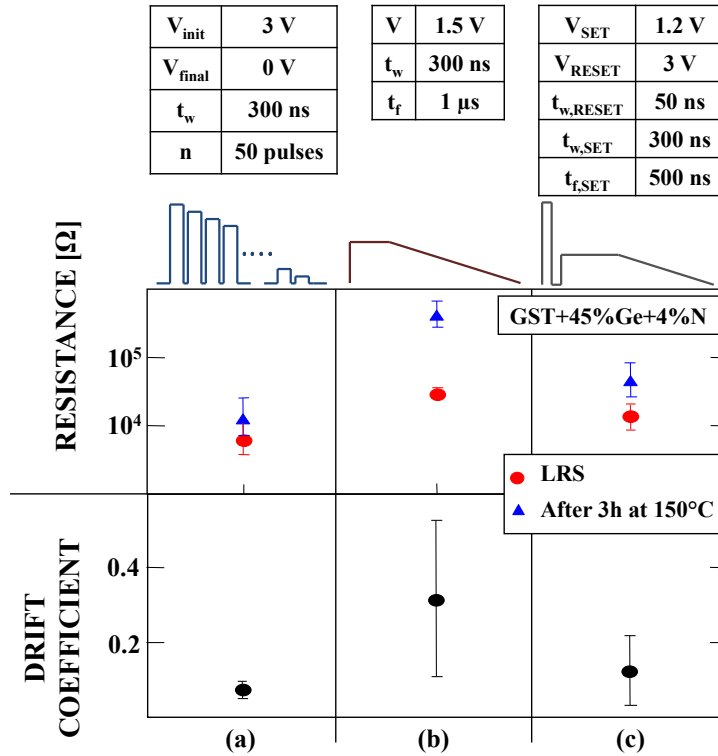 V_init 3 V
V_final 0 V
t_w 300 ns
n 50 pulses
V 1.5 V
t_w 300 ns
t_f 1 µs
V_SET 1.2 V
V_RESET 3 V
t_w,RESET 50 ns
t_w,SET 300 ns
t_f,SET 500 ns
RESISTANCE [Ω]
10^5
10^4
GST+45%Ge+4%N
LRS
After 3h at 150°C
DRIFT
COEFFICIENT
0.4
0.2
(a) (b) (c)